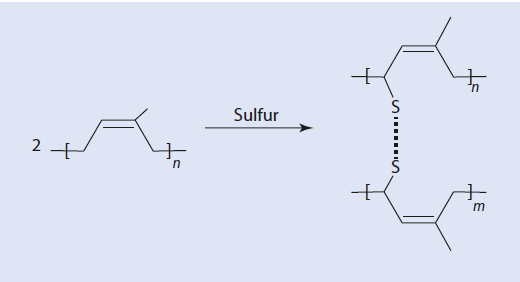 [ ]n
S
Sulfur
2 [ ]n
S
[ ]m